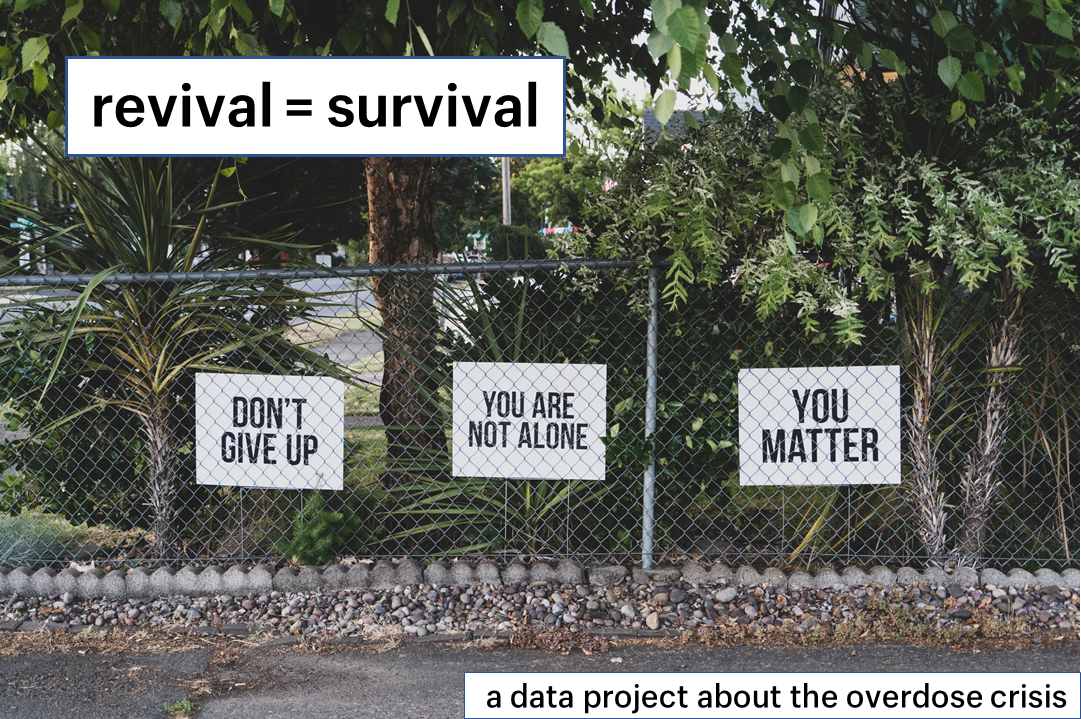 revival = survival
DON'T
GIVE UP
YOU ARE
NOT ALONE
YOU
MATTER
a data project about the overdose crisis